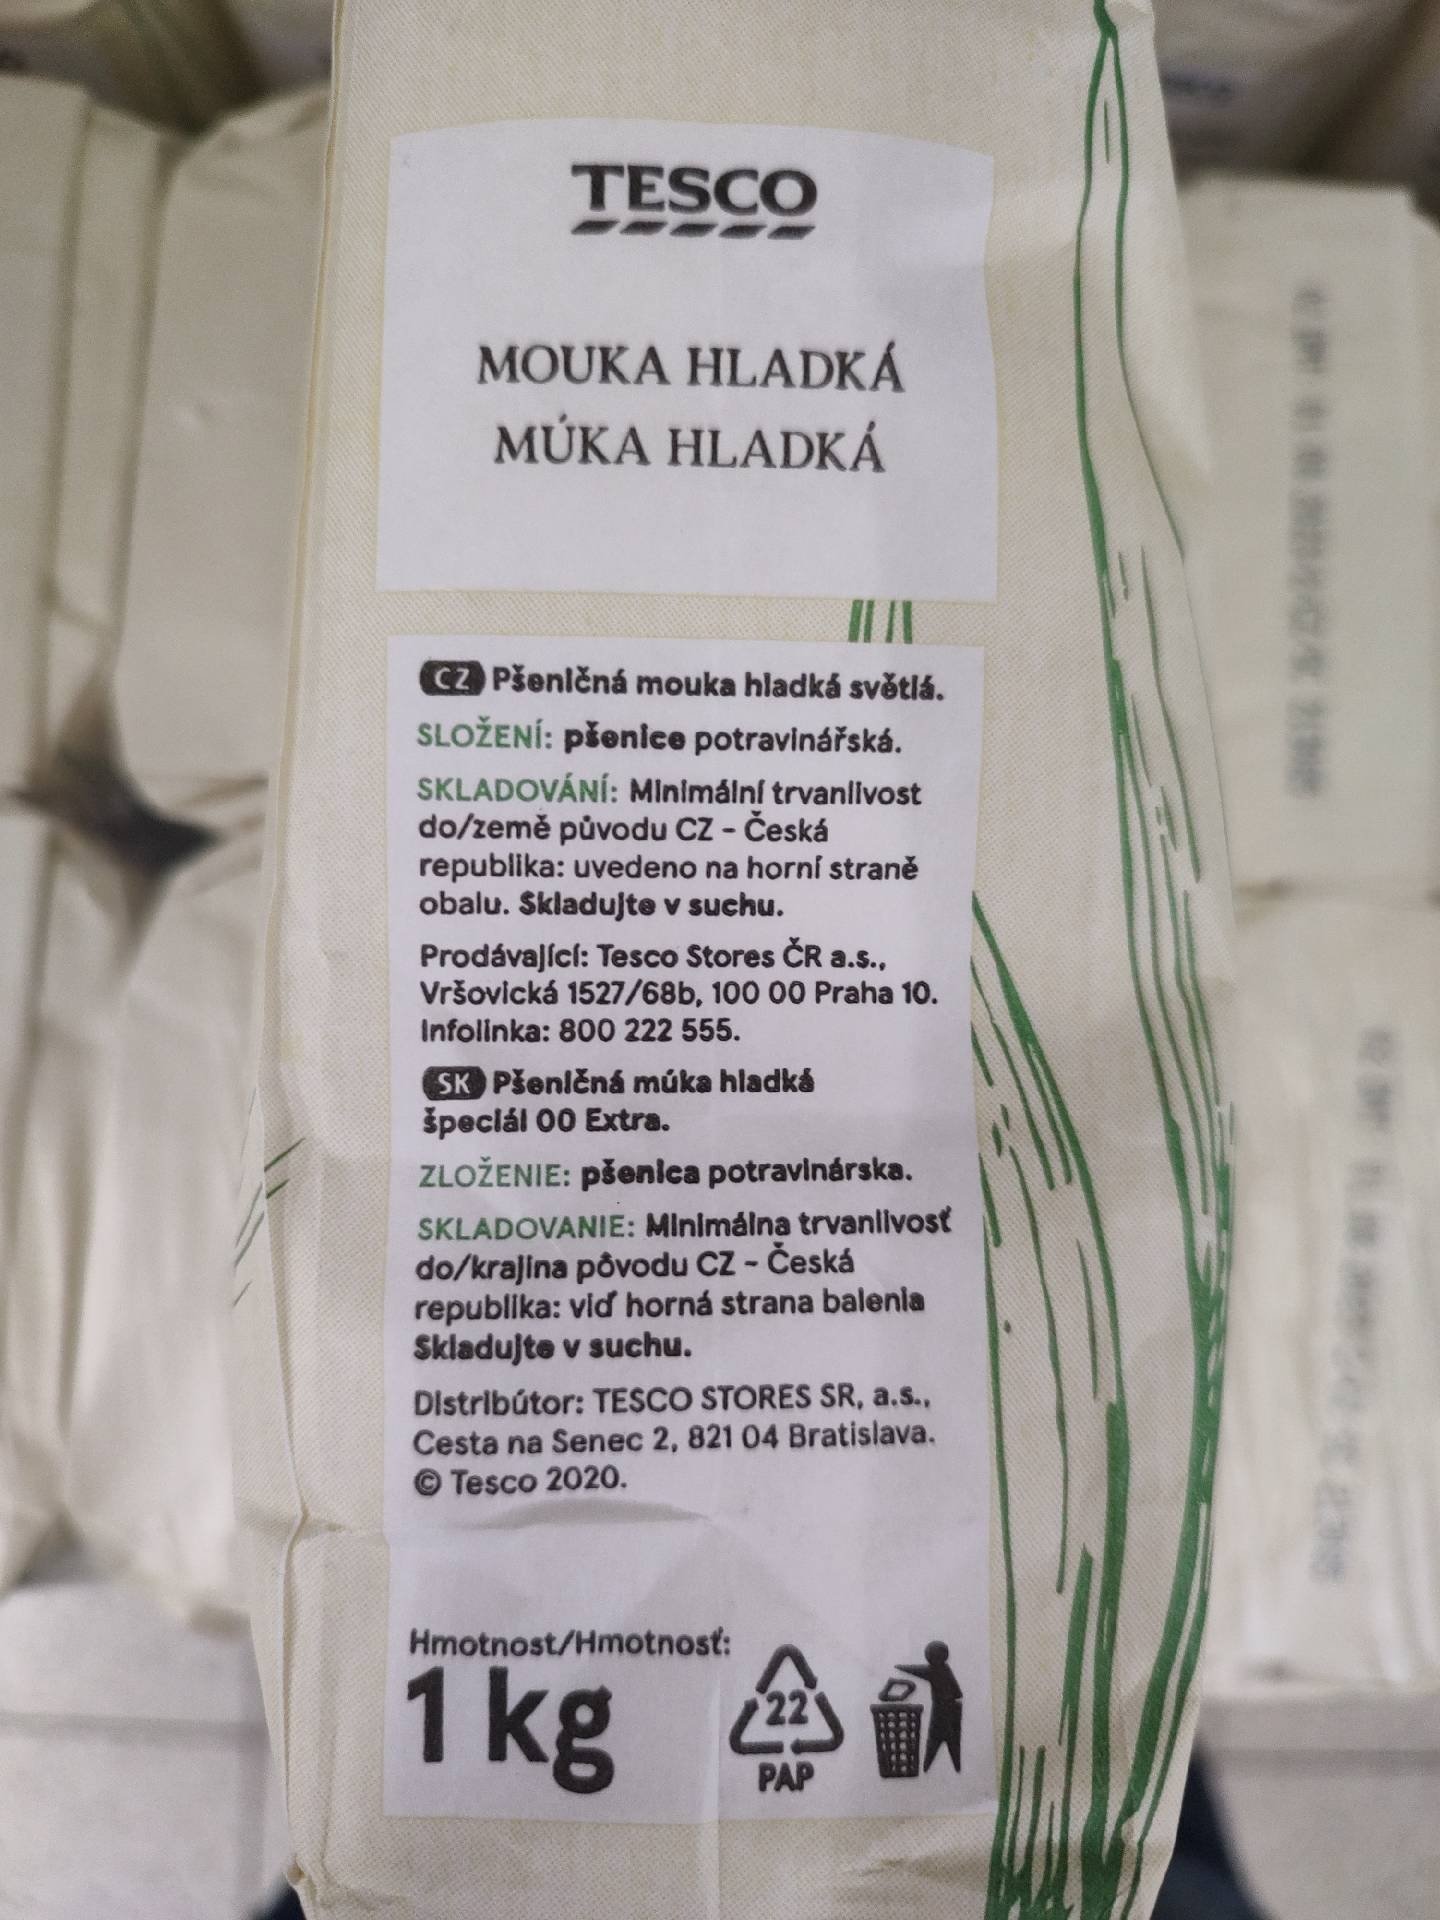 TESCO
MOUKA HLADKÁ
MÚKA HLADKÁ
CZ Pšeničná mouka hladká světlá.
SLOŽENÍ: pšenice potravinářská.
SKLADOVÁNÍ: Minimální trvanlivost
do/země původu CZ - Česká
republika: uvedeno na horní straně
obalu. Skladujte v suchu.
Prodávající: Tesco Stores ČR a.s.,
Vršovická 1527/68b, 100 00 Praha 10.
Infolinka: 800 222 555.
SK Pšeničná múka hladká
špeciál 00 Extra.
ZLOŽENIE: pšenica potravinárska.
SKLADOVANIE: Minimálna trvanlivosť
do/krajina pôvodu CZ - Česká
republika: viď horná strana balenia
Skladujte v suchu.
Distribútor: TESCO STORES SR, a.s.,
Cesta na Senec 2, 821 04 Bratislava.
© Tesco 2020.
Hmotnost/Hmotnosť:
1 kg
22
PAP